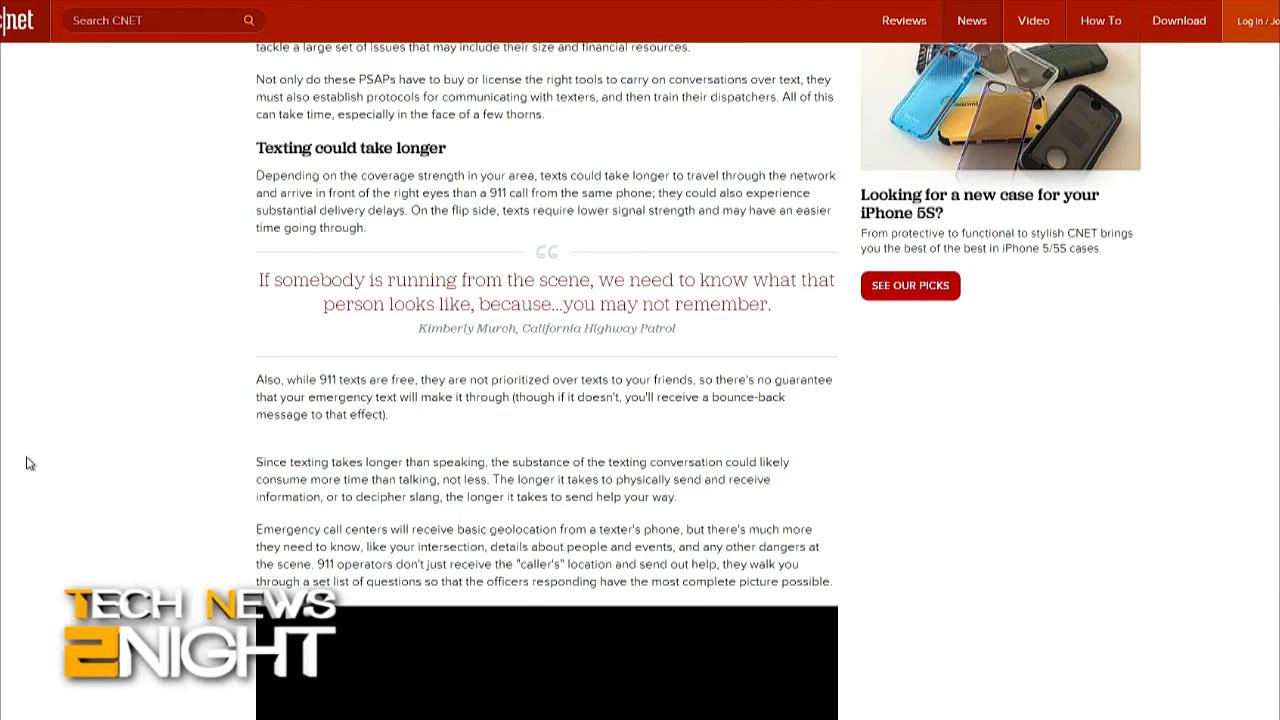 c|net
Search CNET
Reviews
News
Video
How To
Download
Log In / Jo
tackle a large set of issues that may include their size and financial resources.
Not only do these PSAPs have to buy or license the right tools to carry on conversations over text, they
must also establish protocols for communicating with texters, and then train their dispatchers. All of this
can take time, especially in the face of a few thorns.
Texting could take longer
Depending on the coverage strength in your area, texts could take longer to travel through the network
and arrive in front of the right eyes than a 911 call from the same phone; they could also experience
substantial delivery delays. On the flip side, texts require lower signal strength and may have an easier
time going through.
If somebody is running from the scene, we need to know what that
person looks like, because...you may not remember.
Kimberly Murch, California Highway Patrol
Also, while 911 texts are free, they are not prioritized over texts to your friends, so there's no guarantee
that your emergency text will make it through (though if it doesn't, you'll receive a bounce-back
message to that effect).
Since texting takes longer than speaking, the substance of the texting conversation could likely
consume more time than talking, not less. The longer it takes to physically send and receive
information, or to decipher slang, the longer it takes to send help your way.
Emergency call centers will receive basic geolocation from a texter's phone, but there's much more
they need to know, like your intersection, details about people and events, and any other dangers at
the scene. 911 operators don't just receive the "caller's" location and send out help, they walk you
through a set list of questions so that the officers responding have the most complete picture possible.
Looking for a new case for your
iPhone 5S?
From protective to functional to stylish CNET brings
you the best of the best in iPhone 5/5S cases.
SEE OUR PICKS
TECH NEWS
2NIGHT